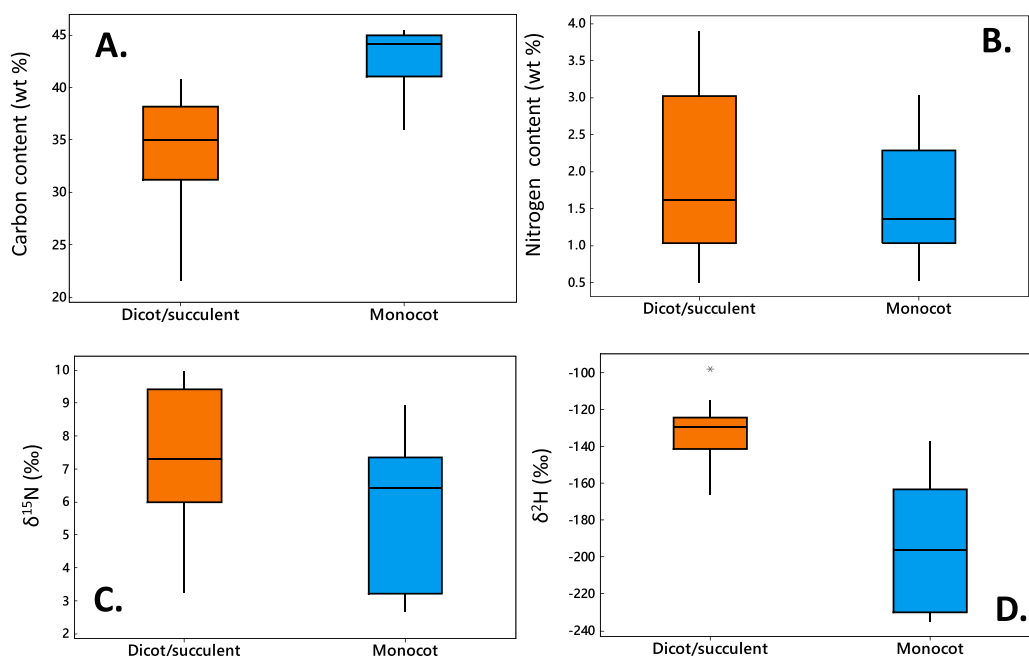 A.
Carbon content (wt %)
45
40
35
30
25
20
Dicot/succulent Monocot
B.
Nitrogen content (wt %)
4.0
3.5
3.0
2.5
2.0
1.5
1.0
0.5
Dicot/succulent Monocot
C.
δ¹⁵N (‰)
10
9
8
7
6
5
4
3
2
Dicot/succulent Monocot
D.
δ²H (‰)
-100
-120
-140
-160
-180
-200
-220
-240
*
Dicot/succulent Monocot